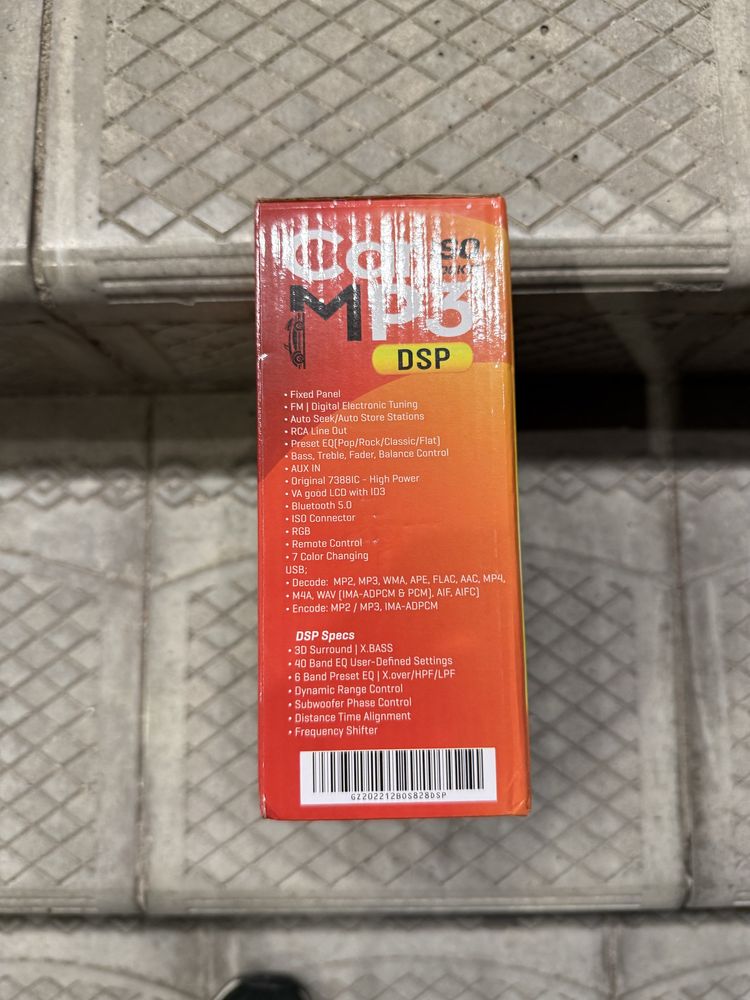 Car 90
MP3
DSP
• Fixed Panel
• FM | Digital Electronic Tuning
• Auto Seek/Auto Store Stations
• RCA Line Out
• Preset EQ(Pop/Rock/Classic/Flat)
• Bass, Treble, Fader, Balance Control
• AUX IN
• Original 7388IC - High Power
• VA good LCD with ID3
• Bluetooth 5.0
• ISO Connector
• RGB
• Remote Control
• 7 Color Changing
USB;
• Decode: MP2, MP3, WMA, APE, FLAC, AAC, MP4,
• M4A, WAV (IMA-ADPCM & PCM), AIF, AIFC)
• Encode: MP2 / MP3, IMA-ADPCM
DSP Specs
• 3D Surround | X.BASS
• 40 Band EQ User-Defined Settings
• 6 Band Preset EQ | X.over/HPF/LPF
• Dynamic Range Control
• Subwoofer Phase Control
• Distance Time Alignment
• Frequency Shifter
GZ202212BOS828DSP